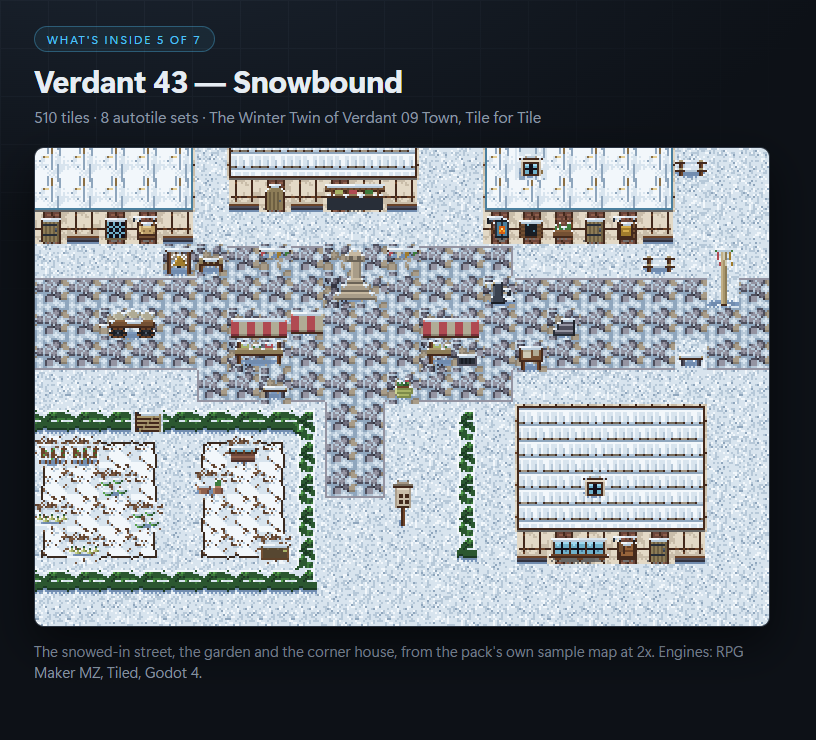 WHAT'S INSIDE 5 OF 7
Verdant 43 — Snowbound
510 tiles · 8 autotile sets · The Winter Twin of Verdant 09 Town, Tile for Tile
The snowed-in street, the garden and the corner house, from the pack's own sample map at 2x. Engines: RPG
Maker MZ, Tiled, Godot 4.